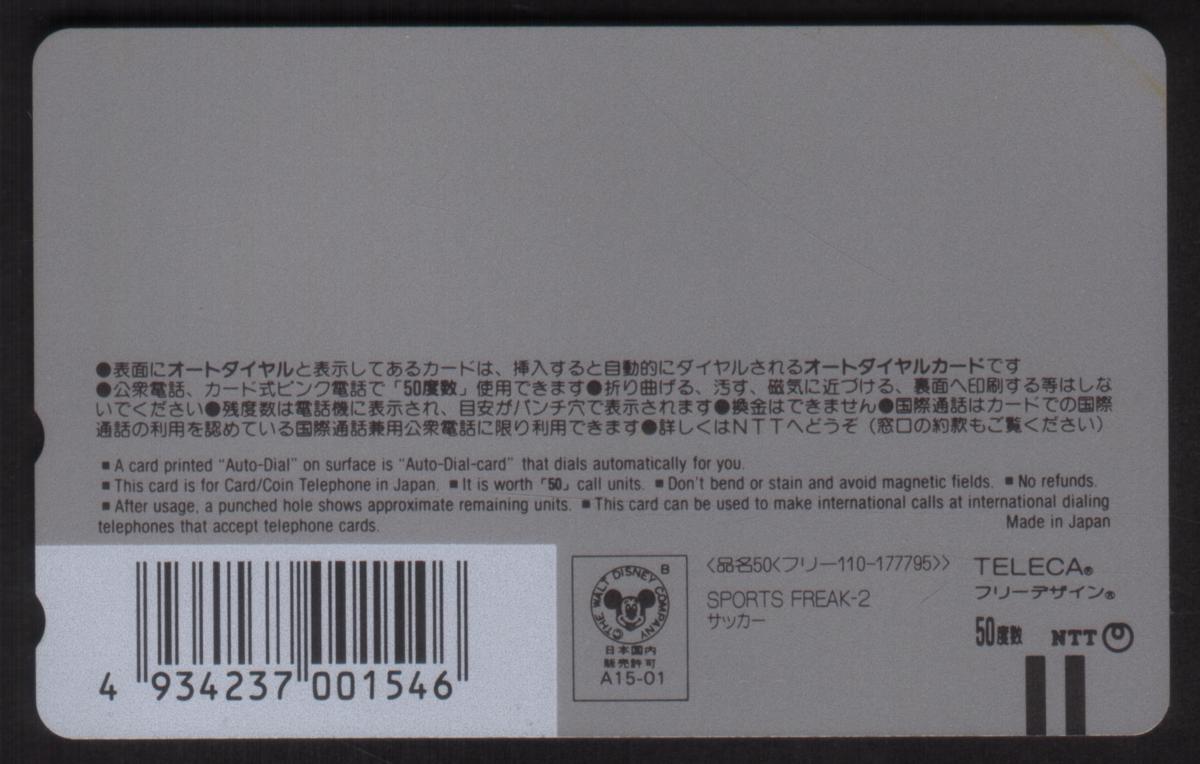 ●表面にオートダイヤルと表示してあるカードは、挿入すると自動的にダイヤルされるオートダイヤルカードです
●公衆電話、カード式ピンク電話で「50度数」使用できます●折り曲げる、汚す、磁気に近づける、裏面へ印刷する等はしな
いでください●残度数は電話機に表示され、目安がパンチ穴で表示されます●換金はできません●国際通話はカードでの国際
通話の利用を認めている国際通話兼用公衆電話に限り利用できます●詳しくはNTTへどうぞ（窓口の約款もご覧ください）
■ A card printed “Auto-Dial” on surface is “Auto-Dial-card” that dials automatically for you.
■ This card is for Card/Coin Telephone in Japan. ■ It is worth「50」call units. ■ Don't bend or stain and avoid magnetic fields. ■ No refunds.
■ After usage, a punched hole shows approximate remaining units. ■ This card can be used to make international calls at international dialing
telephones that accept telephone cards.
Made in Japan
4 934237 001546
B
©THE WALT DISNEY COMPANY
日本国内
販売許可
A15-01
〈品名50〈フリー110-177795〉〉
SPORTS FREAK-2
サッカー
TELECA®
フリーデザイン®
50度数 NTT